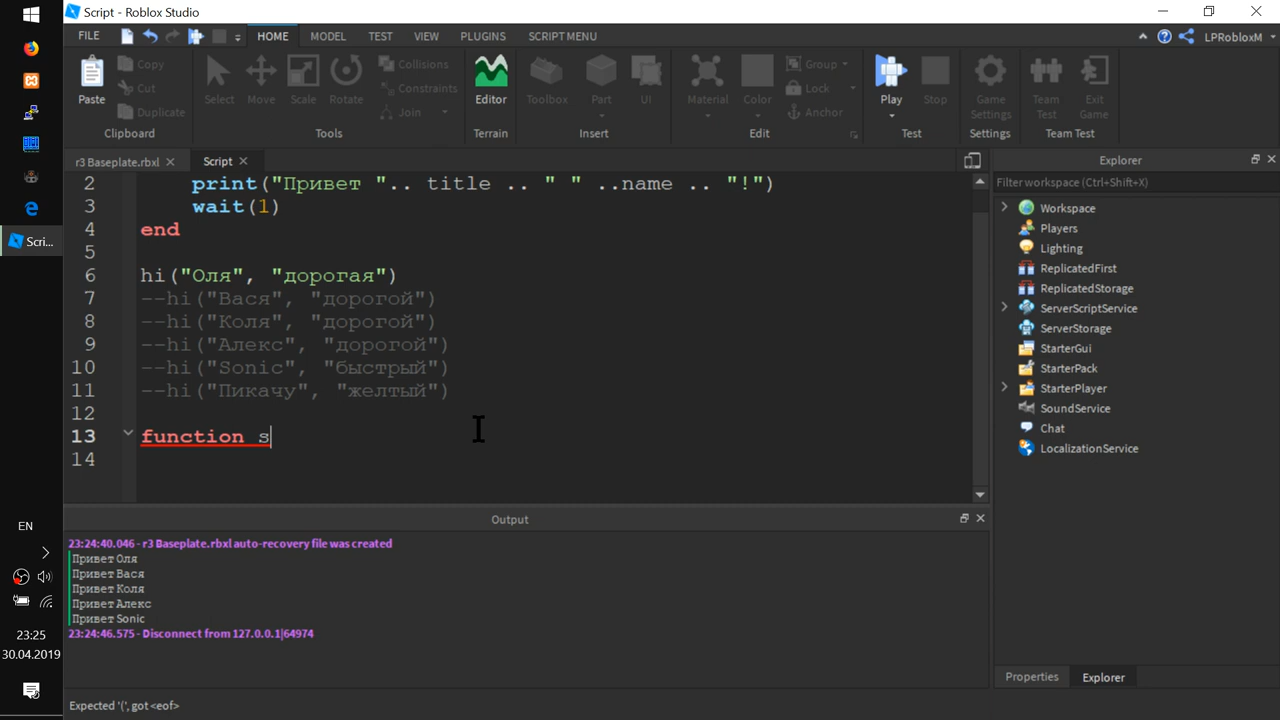 Script - Roblox Studio
FILE HOME MODEL TEST VIEW PLUGINS SCRIPT MENU LPRobloxM
Paste Copy Cut Duplicate Select Move Scale Rotate Collisions Constraints Join Editor Toolbox Part UI Material Color Group Lock Anchor Play Stop Game Settings Team Test Exit Game
Clipboard Tools Terrain Insert Edit Test Settings Team Test
r3 Baseplate.rbxl Script
2 print("Привет ".. title .. " " ..name .. "!")
3 wait(1)
4 end
5
6 hi("Оля", "дорогая")
7 --hi("Вася", "дорогой")
8 --hi("Коля", "дорогой")
9 --hi("Алекс", "дорогой")
10 --hi("Sonic", "быстрый")
11 --hi("Пикачу", "желтый")
12
13 function s
14
Output
23:24:40.046 - r3 Baseplate.rbxl auto-recovery file was created
Привет Оля
Привет Вася
Привет Коля
Привет Алекс
Привет Sonic
23:24:46.575 - Disconnect from 127.0.0.1|64974
Expected '(', got <eof>
Explorer
Filter workspace (Ctrl+Shift+X)
Workspace
Players
Lighting
ReplicatedFirst
ReplicatedStorage
ServerScriptService
ServerStorage
StarterGui
StarterPack
StarterPlayer
SoundService
Chat
LocalizationService
Properties Explorer
Scri...
EN
23:25
30.04.2019